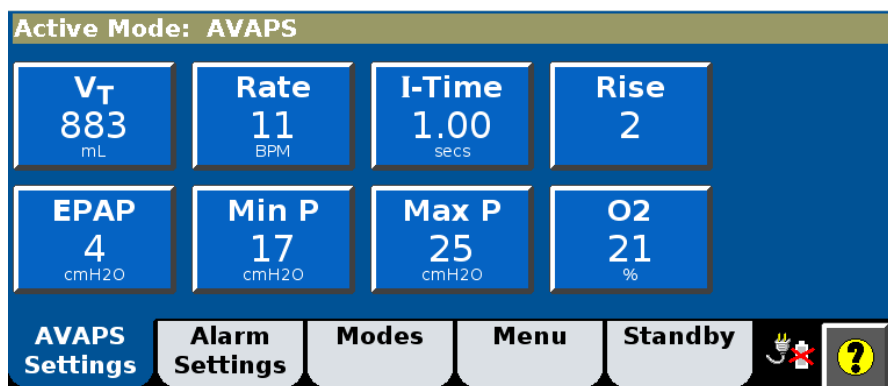 Active Mode: AVAPS
VT Rate I-Time Rise
883 11 1.00 2
mL BPM secs
EPAP Min P Max P O2
4 17 25 21
cmH2O cmH2O cmH2O %
AVAPS Alarm Modes Menu Standby
Settings Settings
?